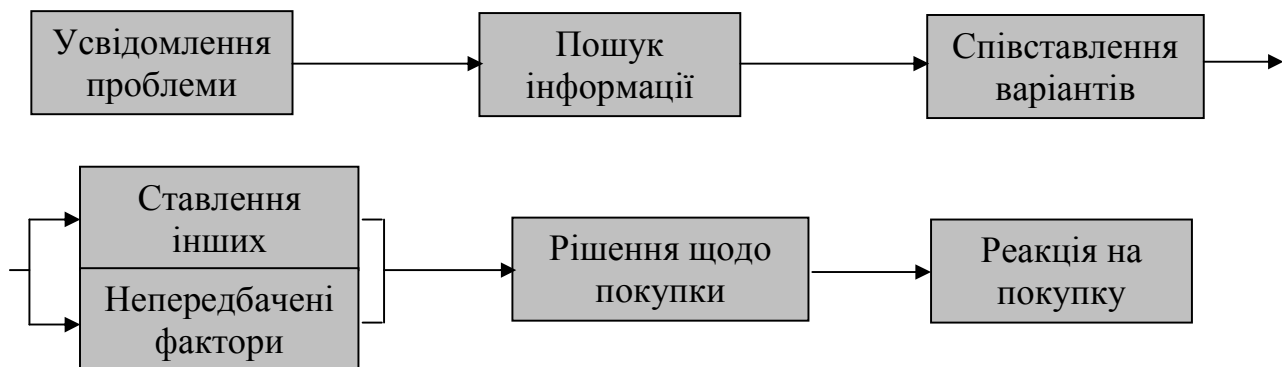 Усвідомлення
проблеми
Пошук
інформації
Співставлення
варіантів
Ставлення
інших
Непередбачені
фактори
Рішення щодо
покупки
Реакція на
покупку